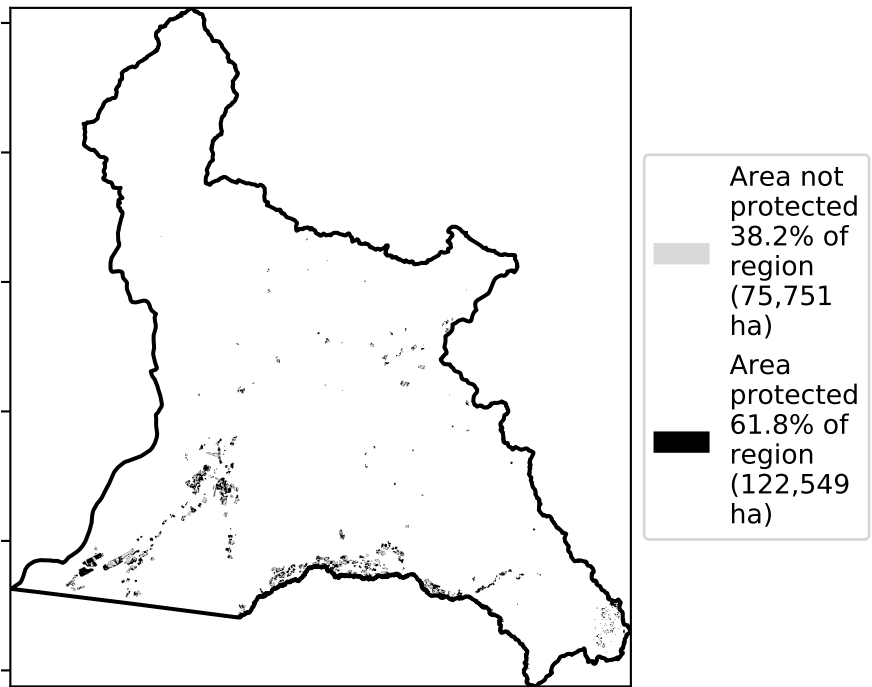 Area not
protected
38.2% of
region
(75,751
ha)
Area
protected
61.8% of
region
(122,549
ha)